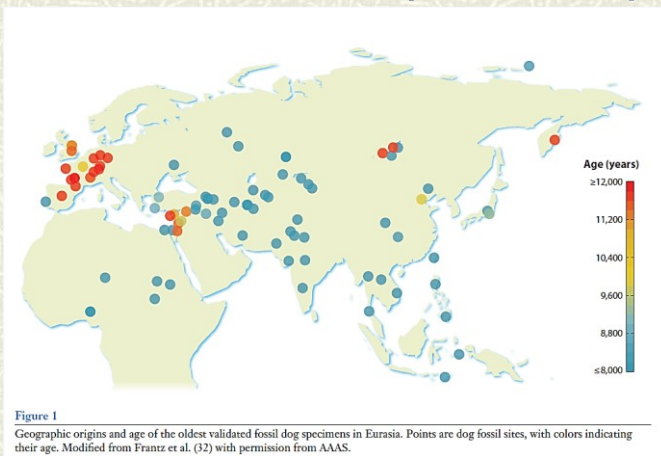 Age (years)
≥12,000
11,200
10,400
9,600
8,800
≤8,000
Figure 1
Geographic origins and age of the oldest validated fossil dog specimens in Eurasia. Points are dog fossil sites, with colors indicating
their age. Modified from Frantz et al. (32) with permission from AAAS.